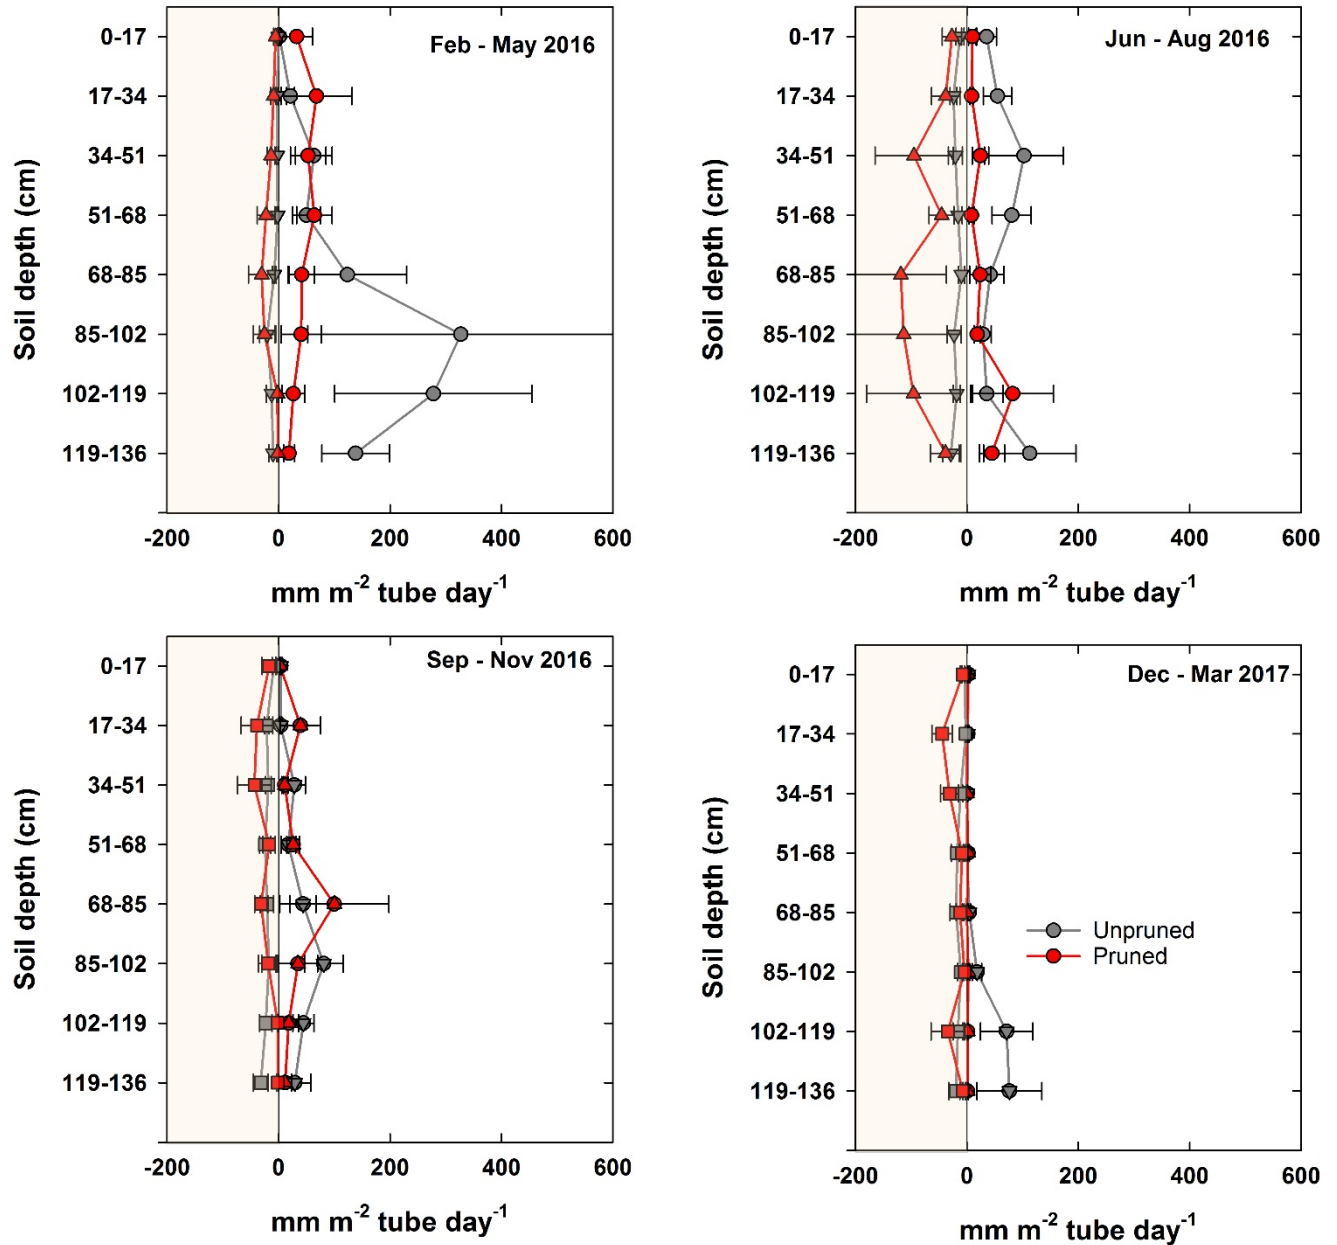 Feb - May 2016
Soil depth (cm)
0-17
17-34
34-51
51-68
68-85
85-102
102-119
119-136
-200 0 200 400 600
mm m-2 tube day-1
Jun - Aug 2016
Soil depth (cm)
0-17
17-34
34-51
51-68
68-85
85-102
102-119
119-136
-200 0 200 400 600
mm m-2 tube day-1
Sep - Nov 2016
Soil depth (cm)
0-17
17-34
34-51
51-68
68-85
85-102
102-119
119-136
-200 0 200 400 600
mm m-2 tube day-1
Dec - Mar 2017
Soil depth (cm)
0-17
17-34
34-51
51-68
68-85
85-102
102-119
119-136
Unpruned
Pruned
-200 0 200 400 600
mm m-2 tube day-1